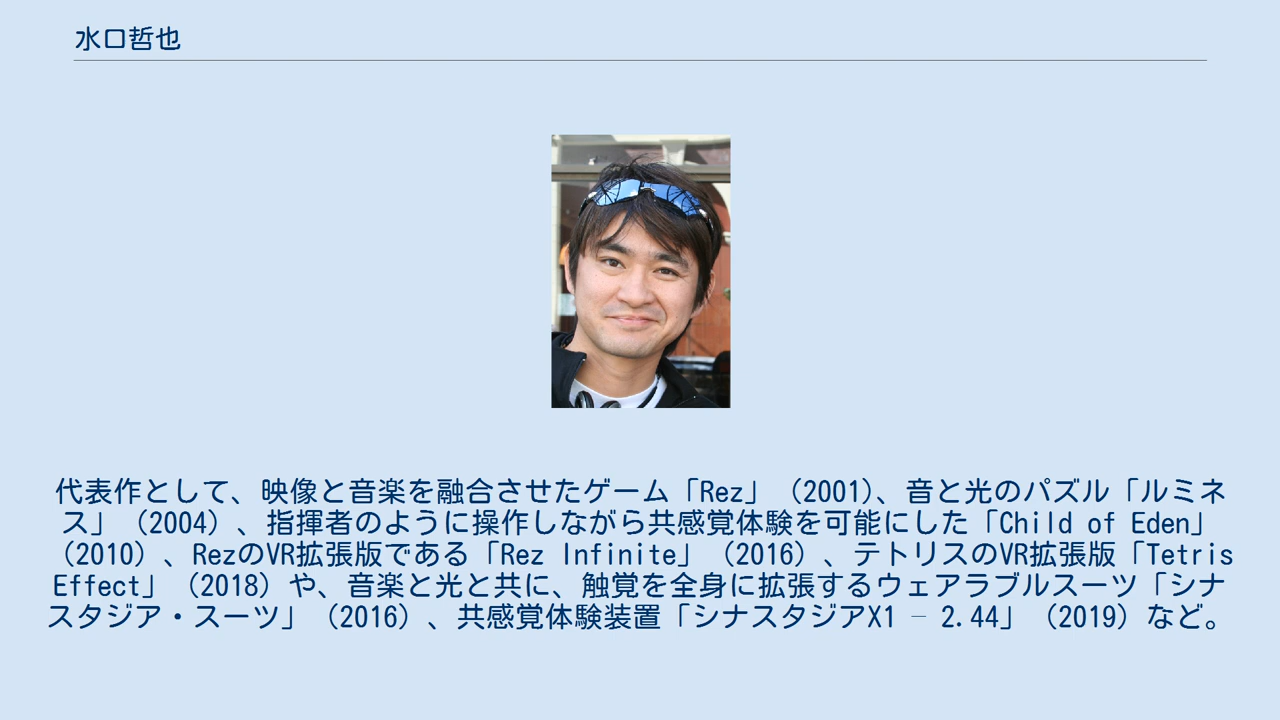 水口哲也
代表作として、映像と音楽を融合させたゲーム「Rez」（2001)、音と光のパズル「ルミネ
ス」（2004）、指揮者のように操作しながら共感覚体験を可能にした「Child of Eden」
（2010）、RezのVR拡張版である「Rez Infinite」（2016）、テトリスのVR拡張版「Tetris
Effect」（2018）や、音楽と光と共に、触覚を全身に拡張するウェアラブルスーツ「シナ
スタジア・スーツ」（2016）、共感覚体験装置「シナスタジアX1 – 2.44」（2019）など。